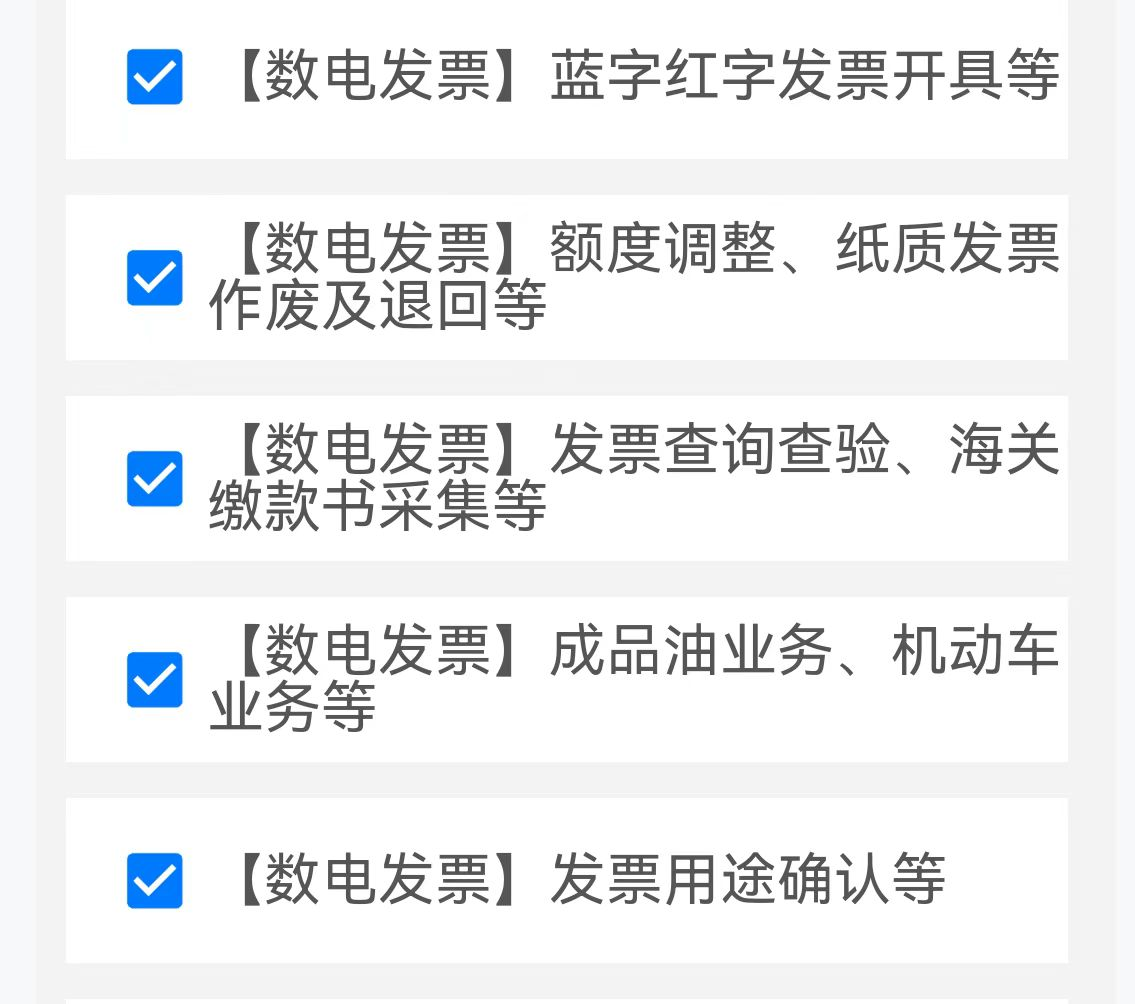 【数电发票】蓝字红字发票开具等
【数电发票】额度调整、纸质发票
作废及退回等
【数电发票】发票查询查验、海关
缴款书采集等
【数电发票】成品油业务、机动车
业务等
【数电发票】发票用途确认等